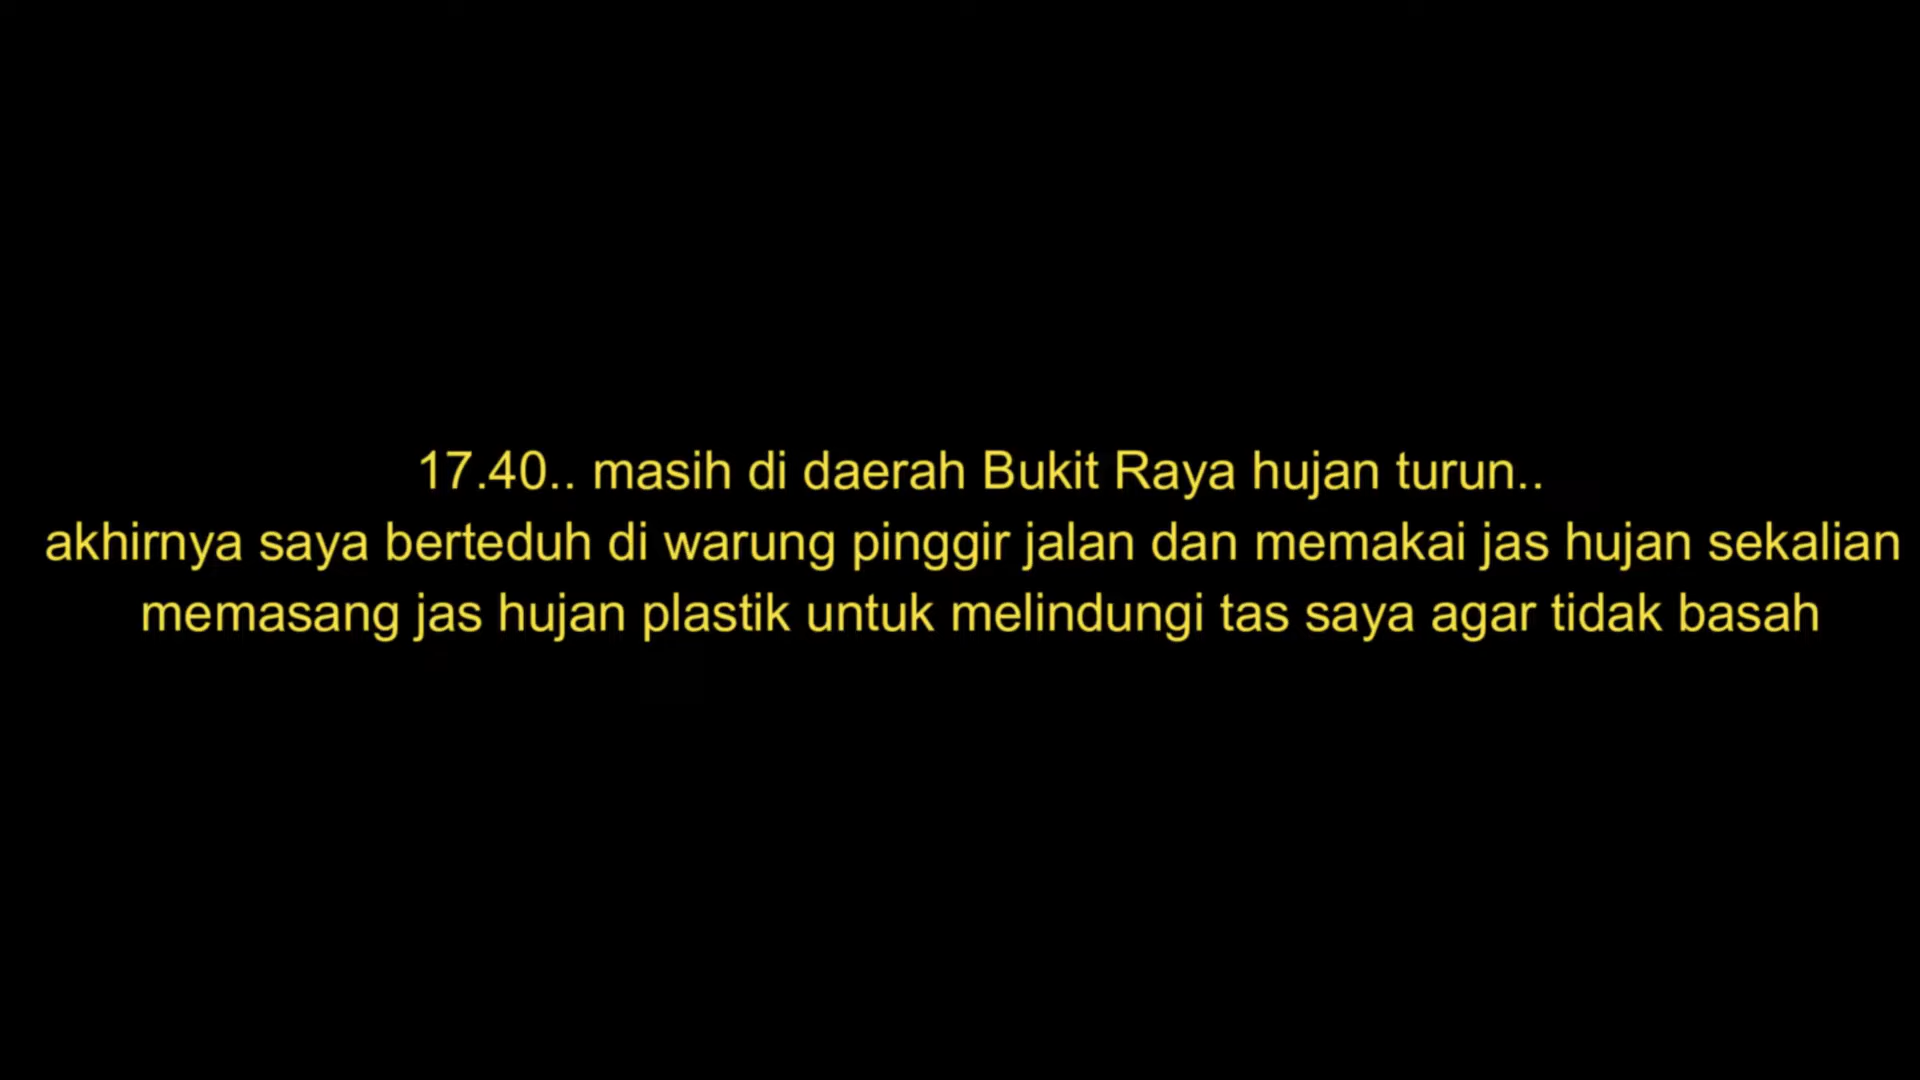 17.40.. masih di daerah Bukit Raya hujan turun..
akhirnya saya berteduh di warung pinggir jalan dan memakai jas hujan sekalian
memasang jas hujan plastik untuk melindungi tas saya agar tidak basah